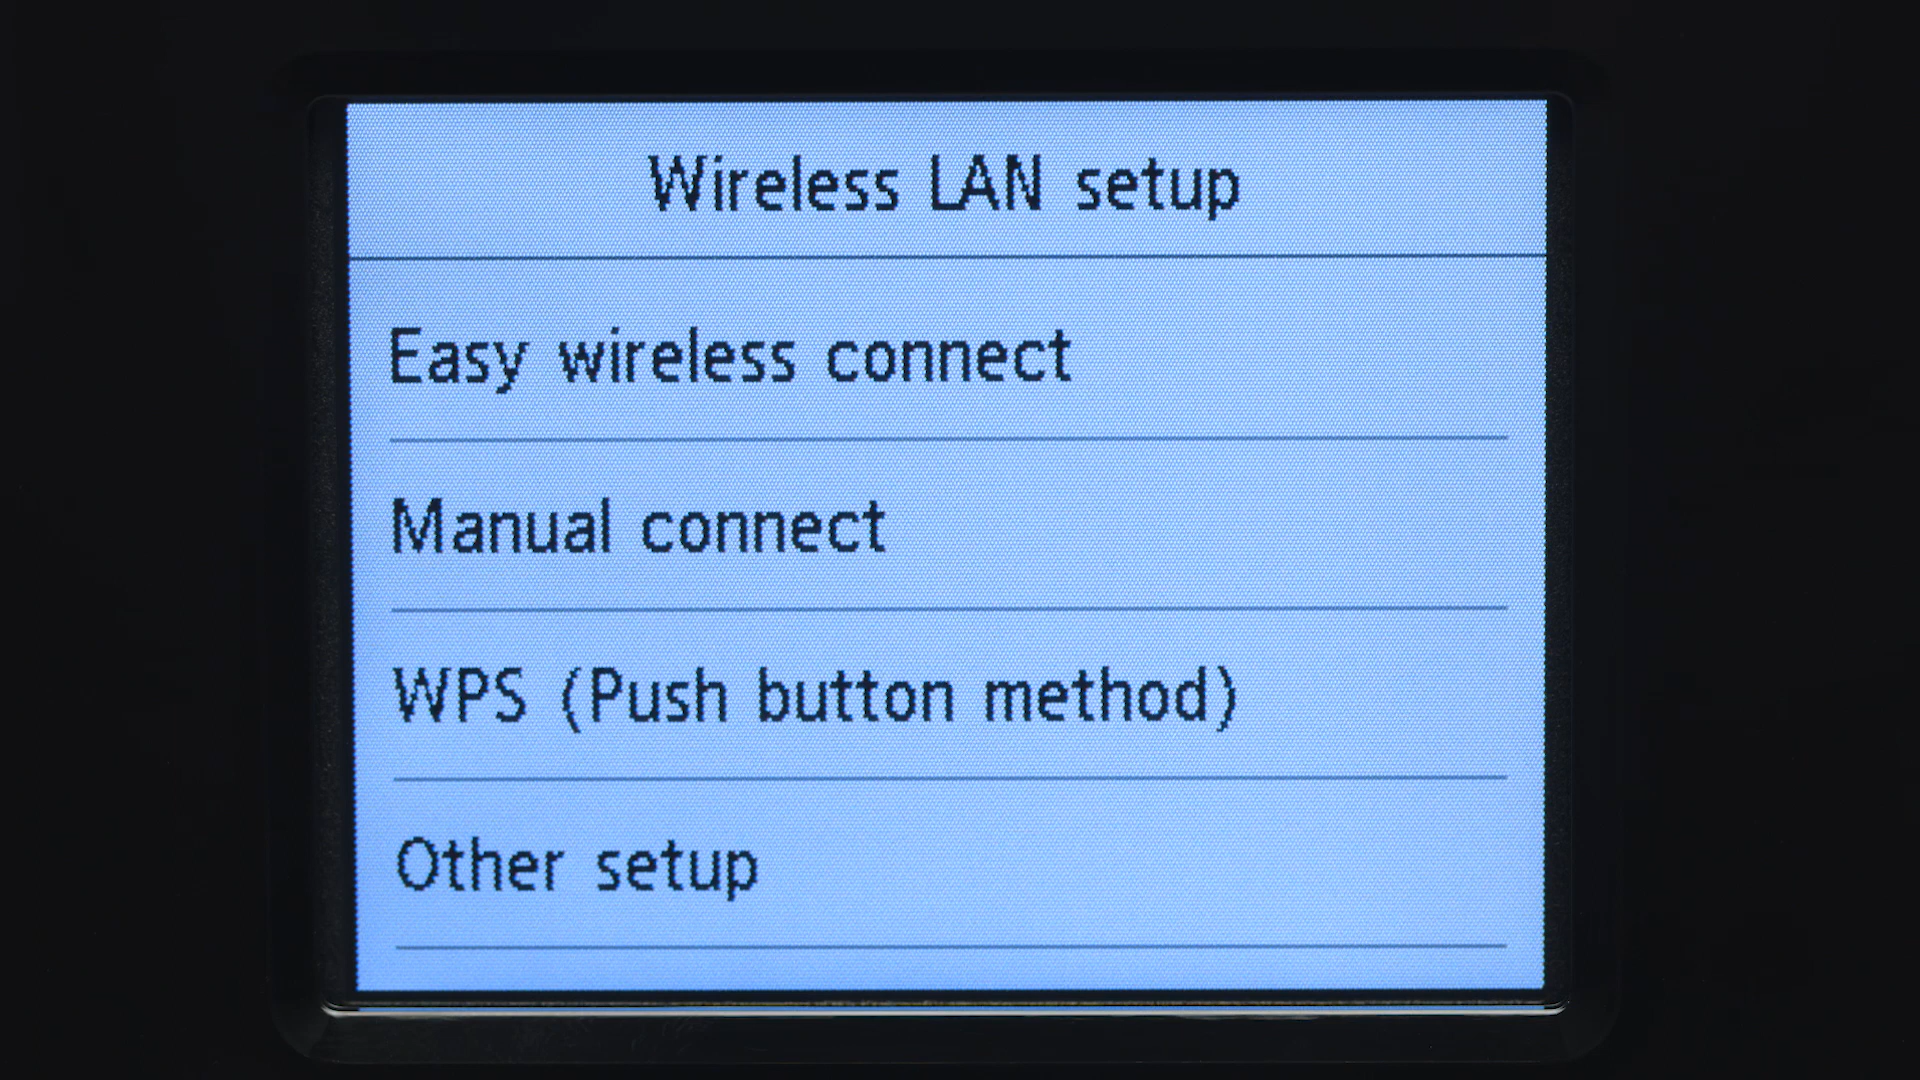 Wireless LAN setup
Easy wireless connect
Manual connect
WPS (Push button method)
Other setup